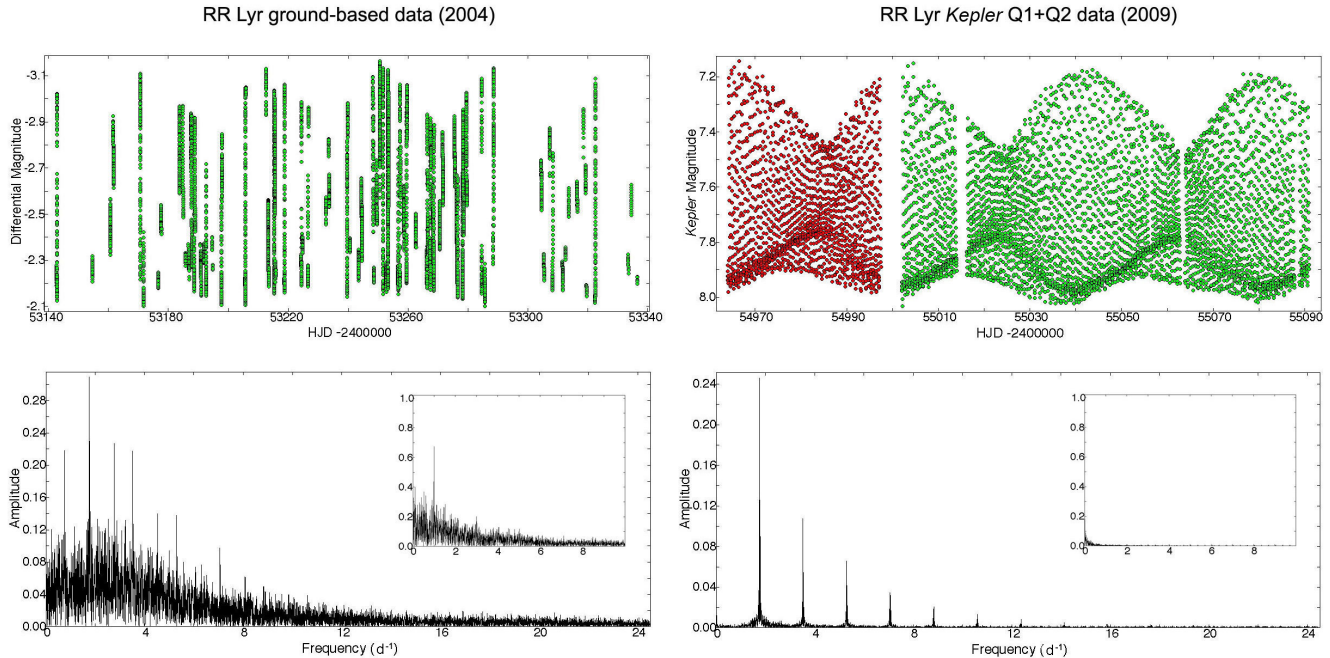 RR Lyr ground-based data (2004)
RR Lyr Kepler Q1+Q2 data (2009)
Differential Magnitude
-3.1
-2.9
-2.7
-2.5
-2.3
-2.1
53140 53180 53220 53260 53300 53340
HJD -2400000
Kepler Magnitude
7.2
7.4
7.6
7.8
8.0
54970 54990 55010 55030 55050 55070 55090
HJD -2400000
Amplitude
0.28
0.24
0.20
0.16
0.12
0.08
0.04
0.00
0 4 8 12 16 20 24
Frequency (d-1)
1.0
0.8
0.6
0.4
0.2
0.0
0 2 4 6 8
Amplitude
0.24
0.20
0.16
0.12
0.08
0.04
0.00
0 4 8 12 16 20 24
Frequency (d-1)
1.0
0.8
0.6
0.4
0.2
0.0
0 2 4 6 8